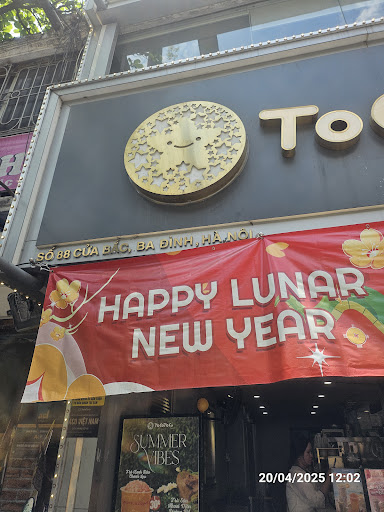 ToC
SỐ 88 CỬA BẮC, BA ĐÌNH, HÀ NỘI
HAPPY LUNAR
NEW YEAR
ToCoToCo
SUMMER
VIBES
20/04/2025 12:02